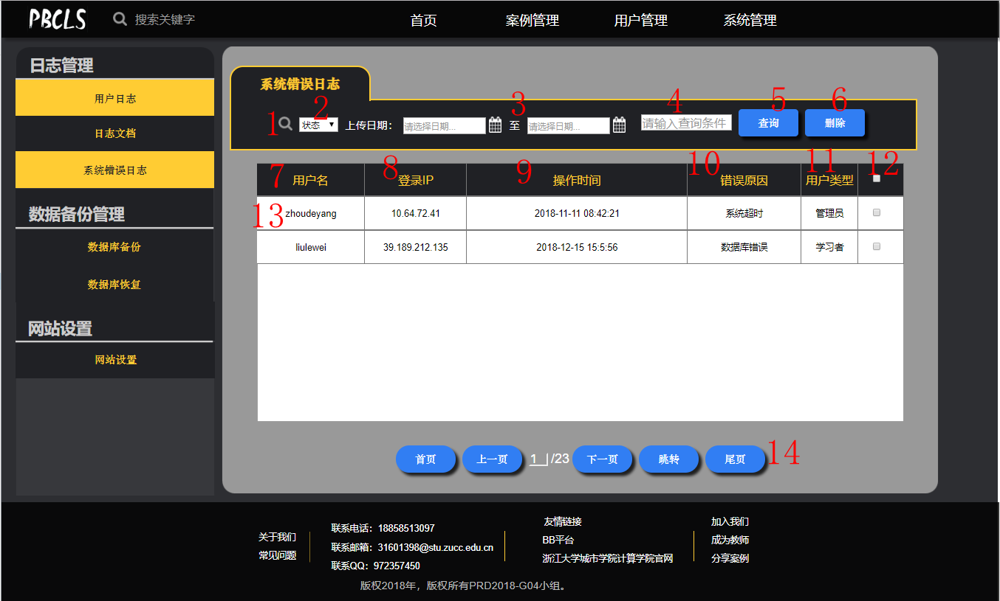 PBCLS 搜索关键字 首页 案例管理 用户管理 系统管理
日志管理
用户日志
日志文档
系统错误日志
数据备份管理
数据库备份
数据库恢复
网站设置
网站设置
系统错误日志
1 2 3 4 5 6
状态 上传日期： 请选择日期... 至 请选择日期... 请输入查询条件 查询 删除
7 8 9 10 11 12
用户名 登录IP 操作时间 错误原因 用户类型
13 zhoudeyang 10.64.72.41 2018-11-11 08:42:21 系统超时 管理员
liulewei 39.189.212.135 2018-12-15 15:5:56 数据库错误 学习者
首页 上一页 1 /23 下一页 跳转 尾页 14
关于我们
常见问题
联系电话：18858513097
联系邮箱：31601398@stu.zucc.edu.cn
联系QQ：972357450
友情链接
BB平台
浙江大学城市学院计算学院官网
加入我们
成为教师
分享案例
版权2018年，版权所有PRD2018-G04小组。